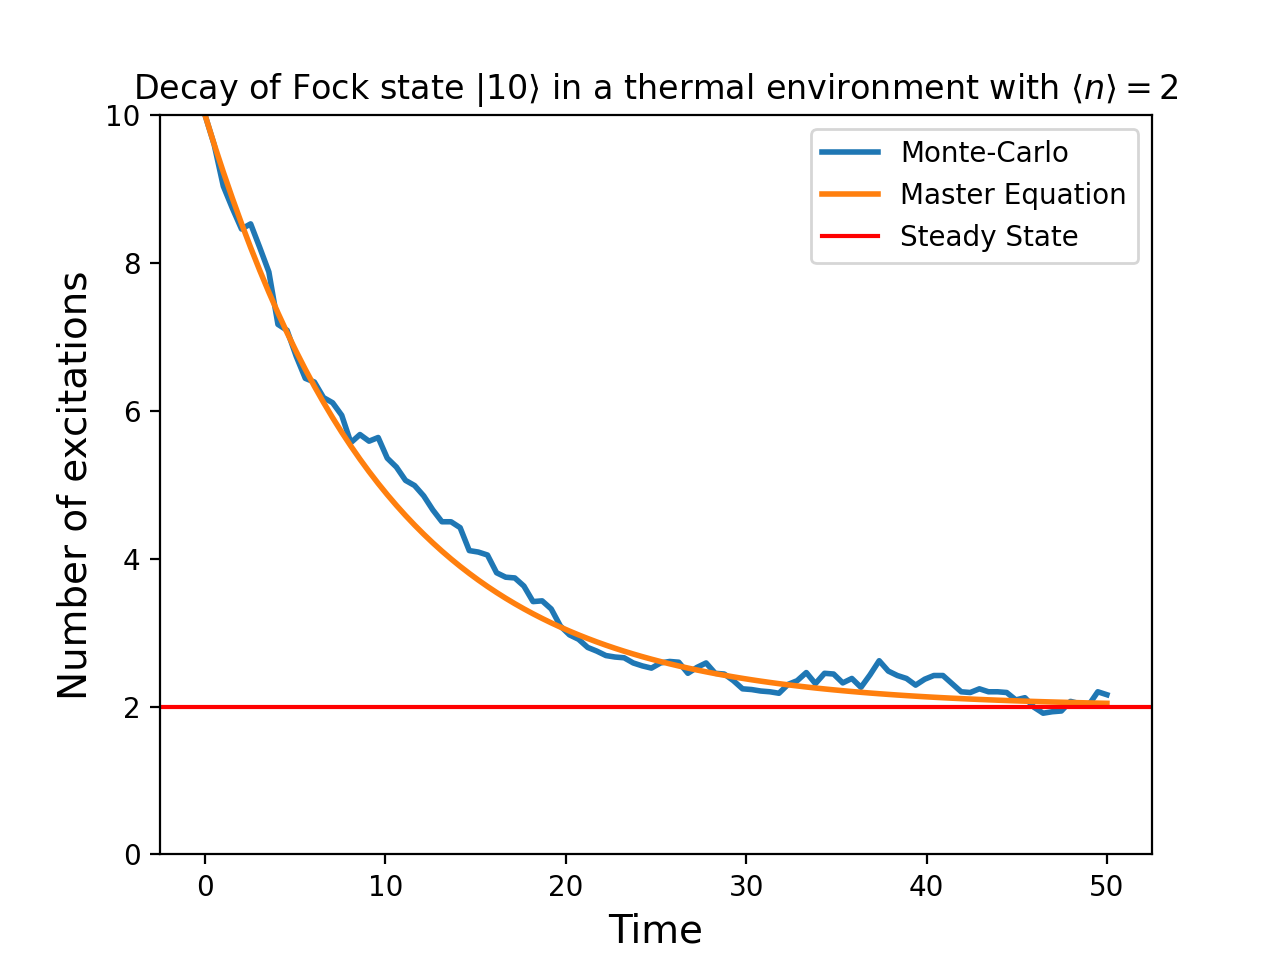 Decay of Fock state |10⟩ in a thermal environment with ⟨n⟩ = 2
10
8
6
4
2
0
Number of excitations
Monte-Carlo
Master Equation
Steady State
0 10 20 30 40 50
Time